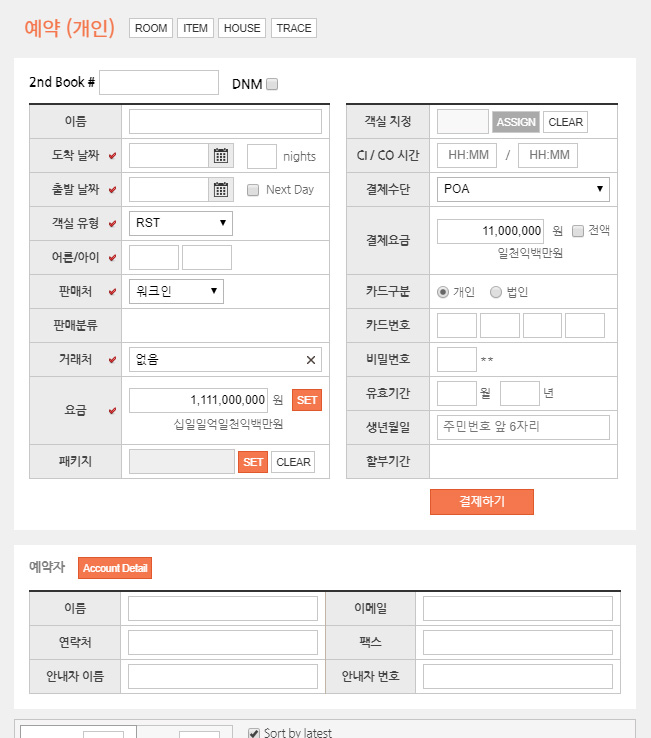 예약 (개인) ROOM ITEM HOUSE TRACE
2nd Book # DNM
이름
도착 날짜 nights
출발 날짜 Next Day
객실 유형 RST
어른/아이
판매처 워크인
판매분류
거래처 없음
요금 1,111,000,000 원 SET
십일일억일천익백만원
패키지 SET CLEAR
객실 지정 ASSIGN CLEAR
CI / CO 시간 HH:MM / HH:MM
결제수단 POA
결제요금 11,000,000 원 전액
일천익백만원
카드구분 개인 법인
카드번호
비밀번호 **
유효기간 월 년
생년월일 주민번호 앞 6자리
할부기간
결제하기
예약자 Account Detail
이름 이메일
연락처 팩스
안내자 이름 안내자 번호
Sort by latest